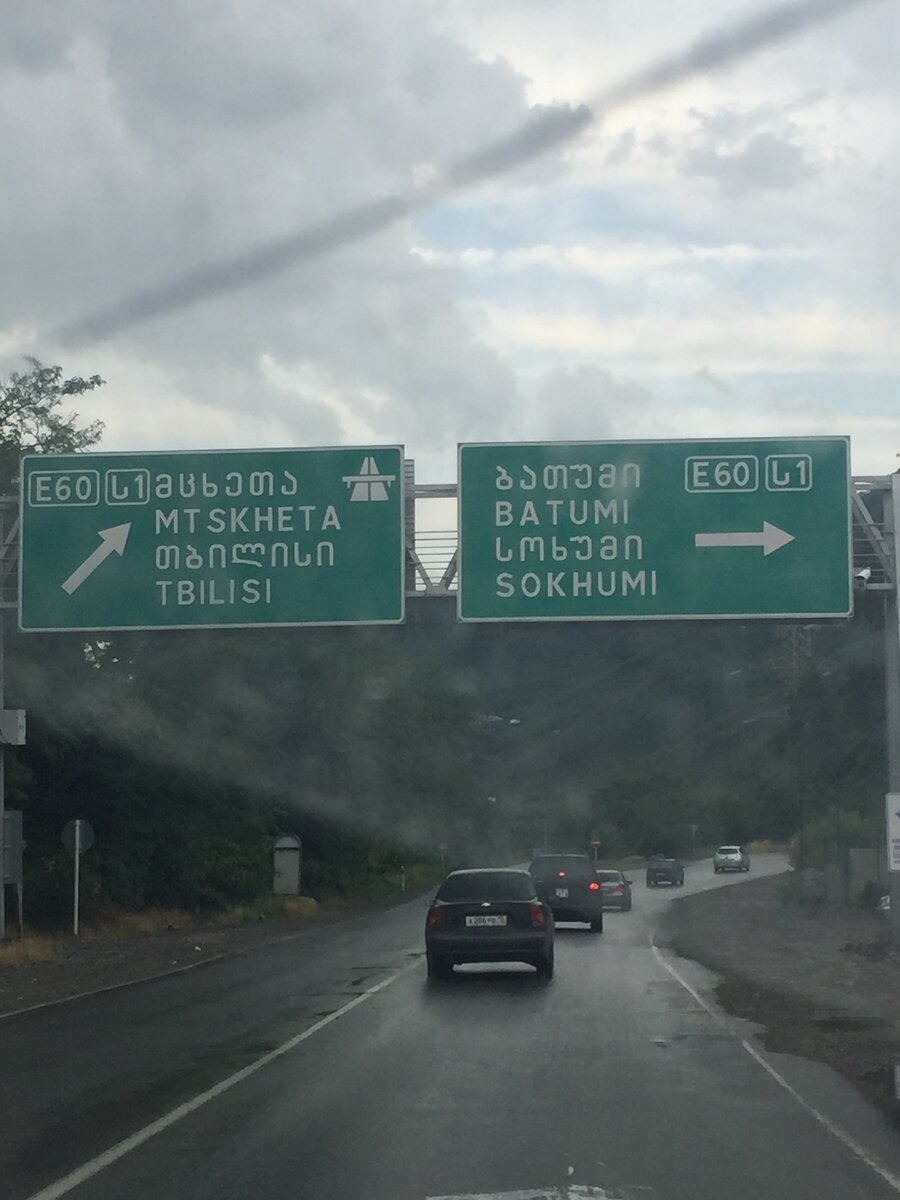 E60 ს1 მცხეთა
MTSKHETA
თბილისი
TBILISI
ბათუმი E60 ს1
BATUMI
სოხუმი
SOKHUMI